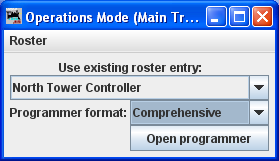 Operations Mode (Main Tr...
Roster
Use existing roster entry:
North Tower Controller
Programmer format: Comprehensive
Open programmer